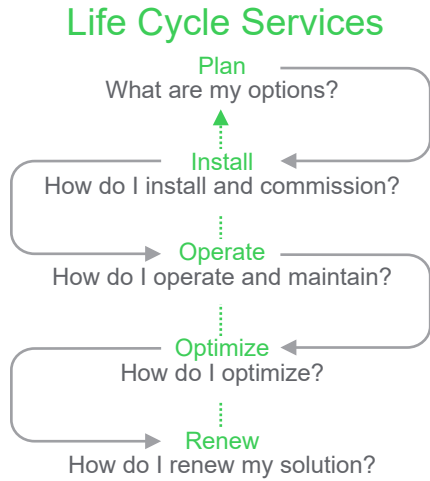 Life Cycle Services
Plan
What are my options?
Install
How do I install and commission?
Operate
How do I operate and maintain?
Optimize
How do I optimize?
Renew
How do I renew my solution?